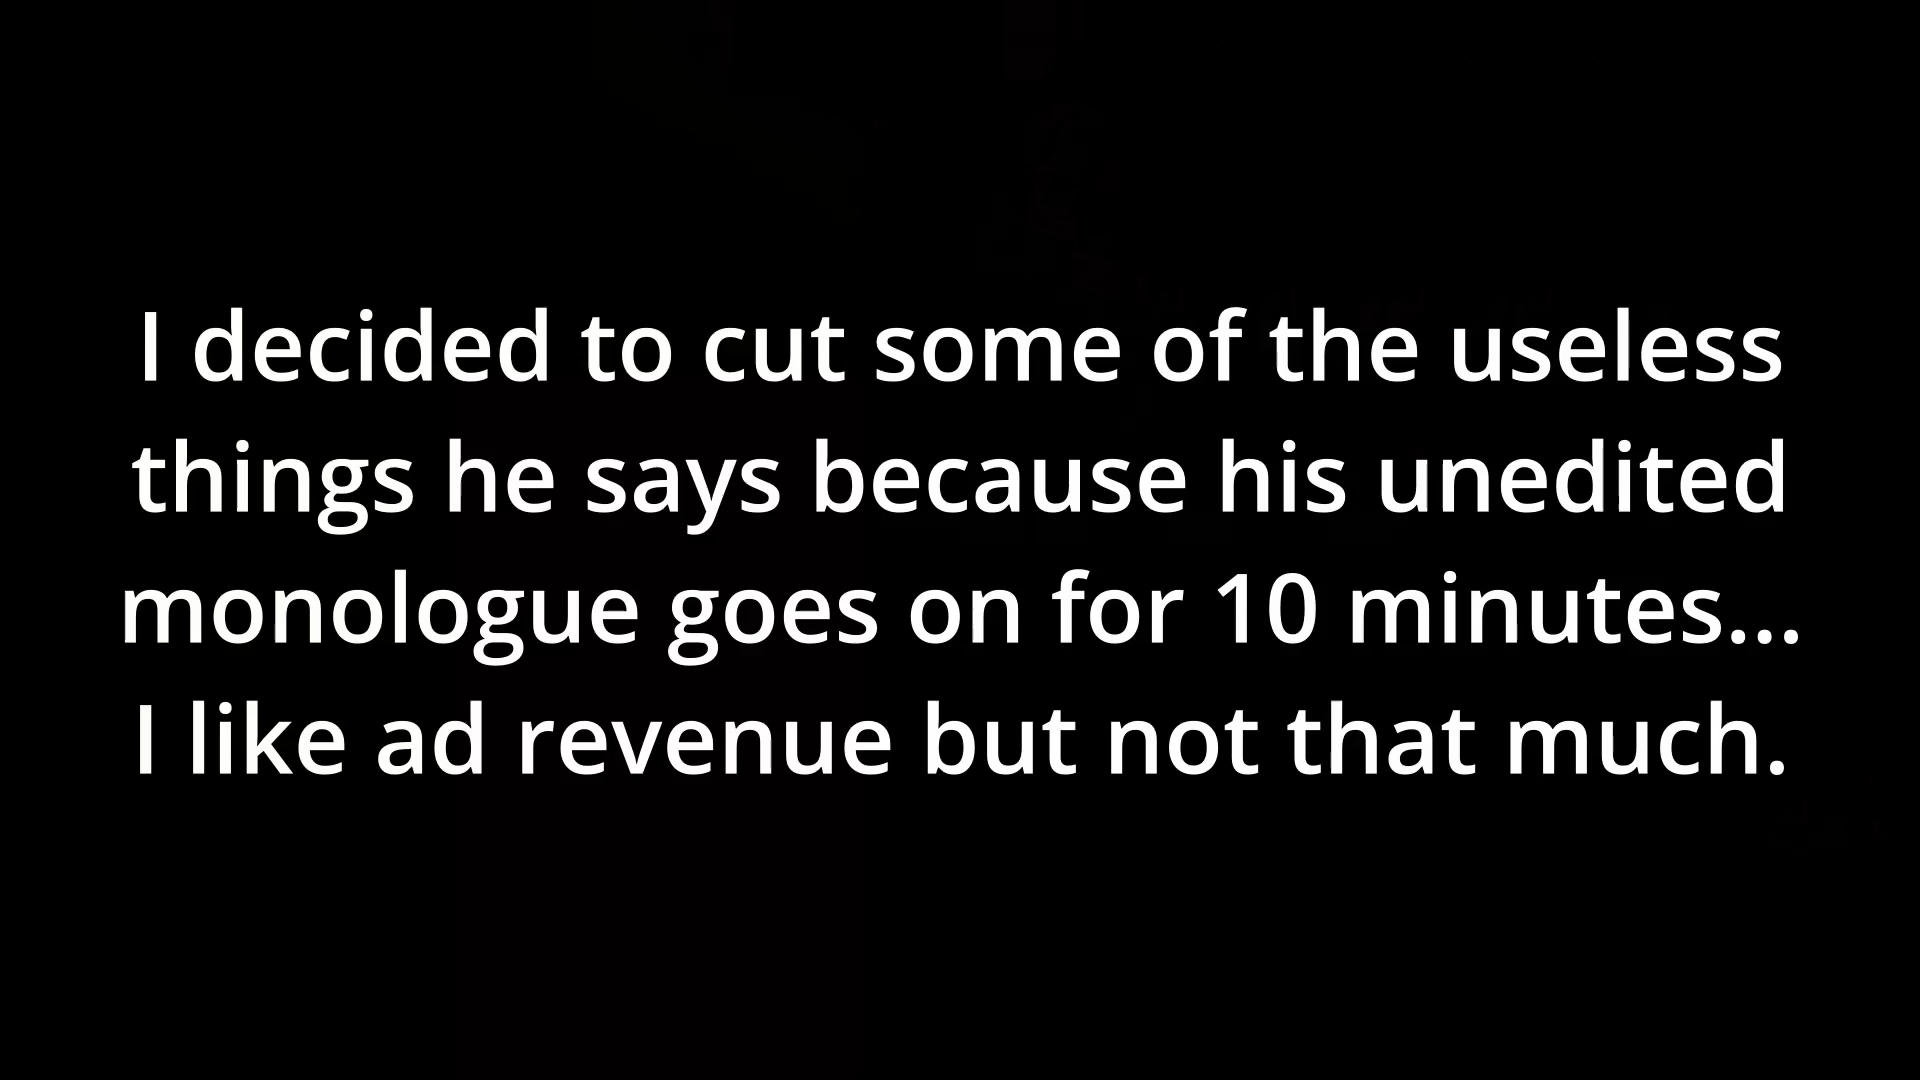 I decided to cut some of the useless
things he says because his unedited
monologue goes on for 10 minutes...
I like ad revenue but not that much.